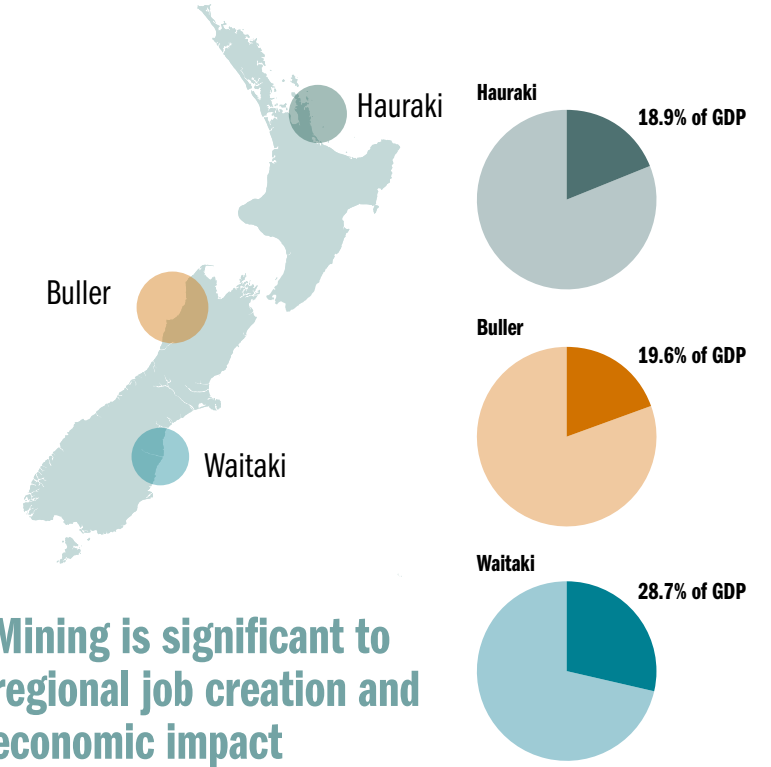 Hauraki
Buller
Waitaki
Hauraki
18.9% of GDP
Buller
19.6% of GDP
Waitaki
28.7% of GDP
Mining is significant to
regional job creation and
economic impact